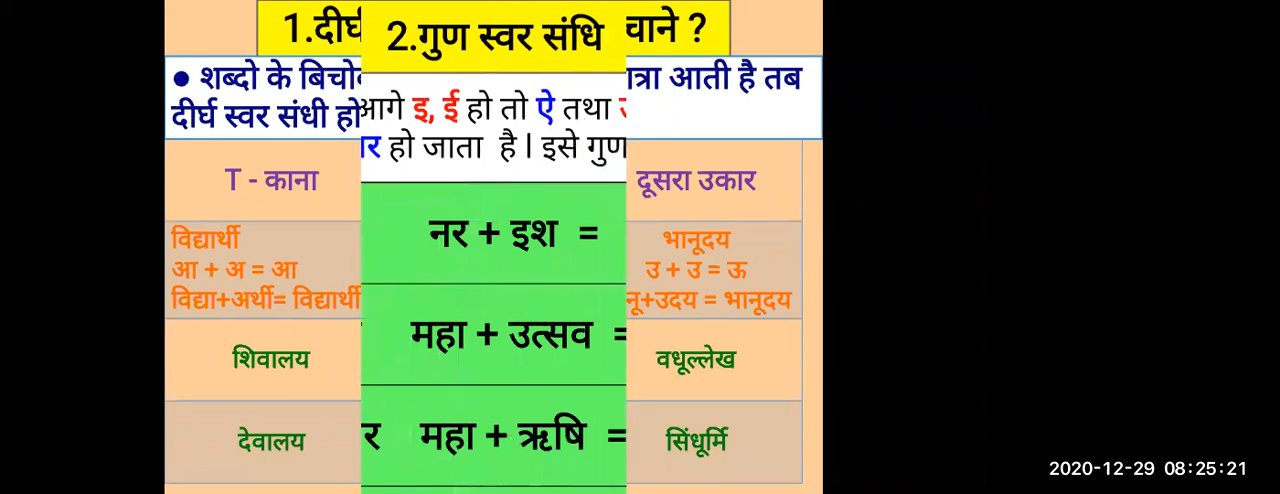 1.दीर्घ
2.गुण स्वर संधि
चाने ?
● शब्दो के बिचो
मात्रा आती है तब
दीर्घ स्वर संधी हो
आगे इ, ई हो तो ऐ तथा
र हो जाता है l इसे गुण
T - काना
नर + इश =
दूसरा उकार
विद्यार्थी
आ + अ = आ
विद्या+अर्थी= विद्यार्थी
भानूदय
उ + उ = ऊ
नू+उदय = भानूदय
शिवालय
महा + उत्सव =
वधूल्लेख
देवालय
र महा + ऋषि =
सिंधूर्मि
2020-12-29 08:25:21